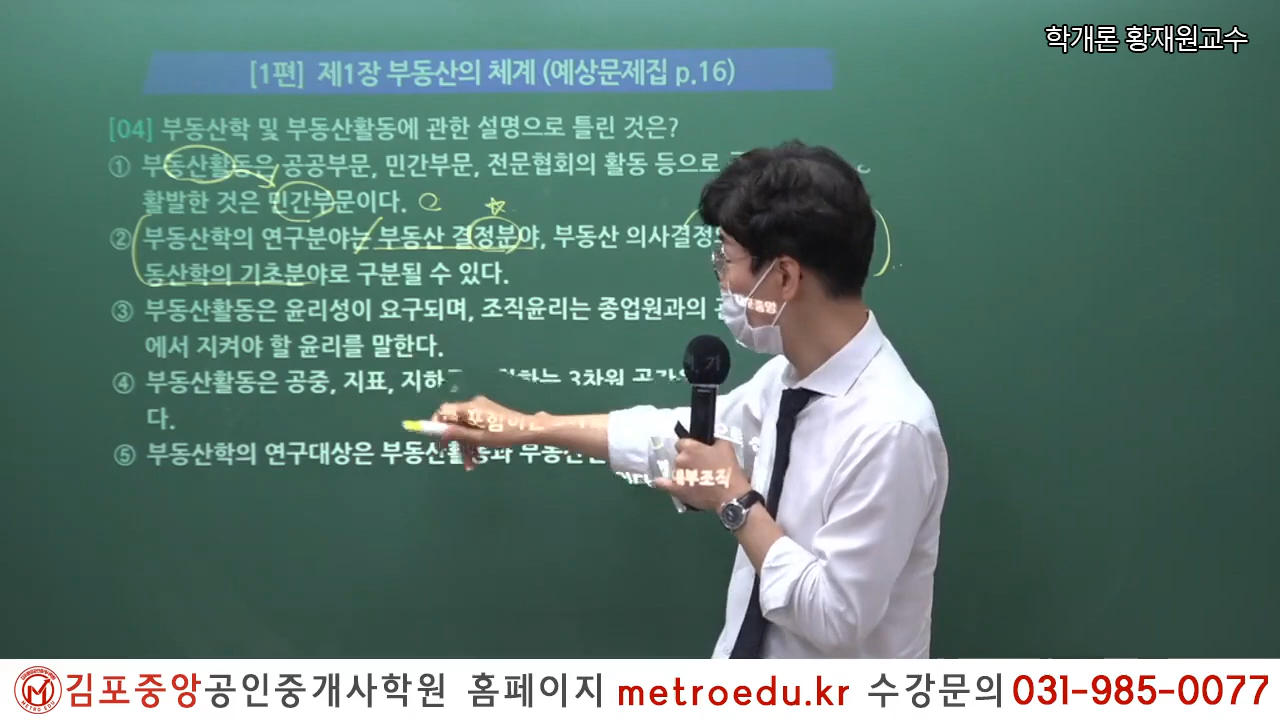 학개론 황재원교수
[1편] 제1장 부동산의 체계 (예상문제집 p.16)
[04] 부동산학 및 부동산활동에 관한 설명으로 틀린 것은?
① 부동산활동은 공공부문, 민간부문, 전문협회의 활동 등으로
활발한 것은 민간부문이다.
② 부동산학의 연구분야는 부동산 결정분야, 부동산 의사결정
동산학의 기초분야로 구분될 수 있다.
③ 부동산활동은 윤리성이 요구되며, 조직윤리는 종업원과의
에서 지켜야 할 윤리를 말한다.
④ 부동산활동은 공중, 지표, 3차원
다.
⑤ 부동산학의 연구대상은 부동산활동과
내부조직
METRO EDU
김포중앙공인중개사학원 홈페이지 metroedu.kr 수강문의 031-985-0077